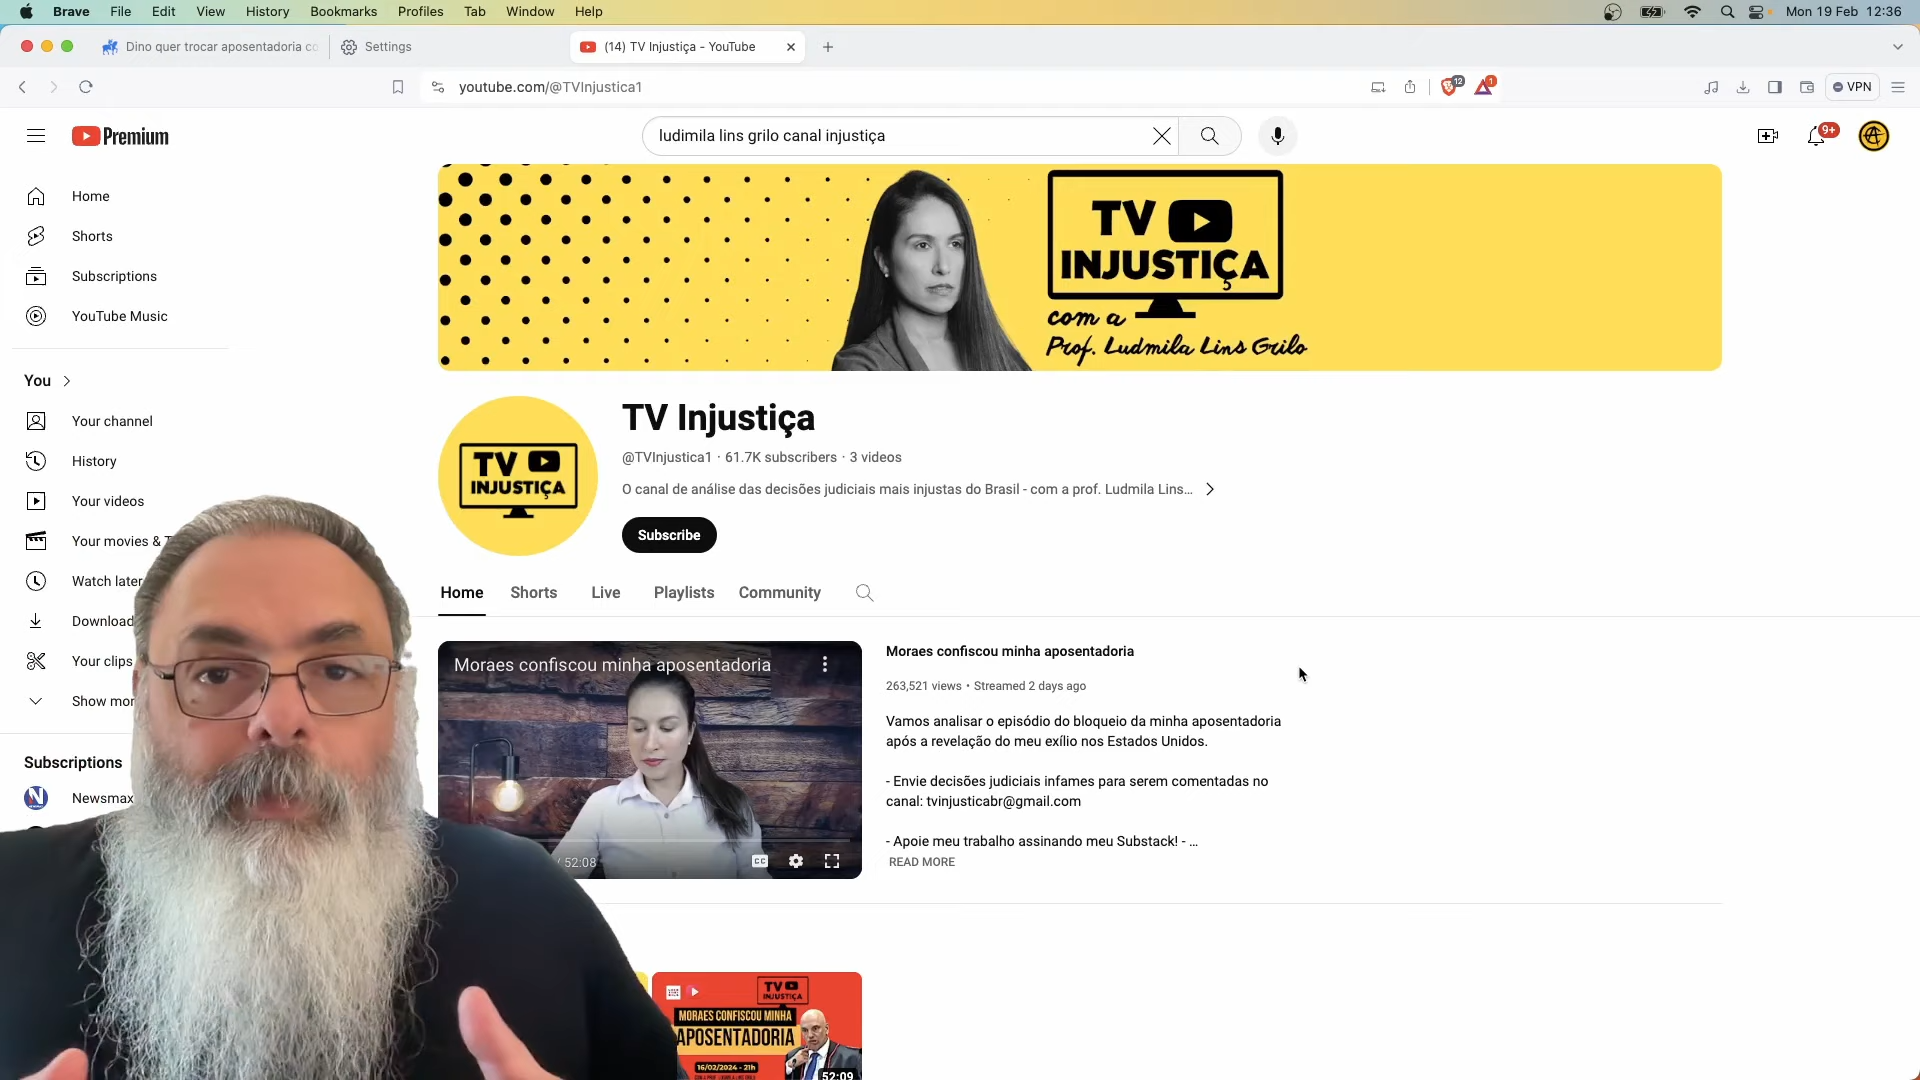 Brave File Edit View History Bookmarks Profiles Tab Window Help
Mon 19 Feb 12:36
Dino quer trocar aposentadoria co
Settings
(14) TV Injustiça - YouTube
youtube.com/@TVInjustica1
12
1
VPN
Premium
ludimila lins grilo canal injustiça
9+
Home
Shorts
Subscriptions
YouTube Music
You
Your channel
History
Your videos
Your movies & T
Watch later
Download
Your clips
Show mor
Subscriptions
Newsmax
TV
INJUSTIÇA
com a
Prof. Ludmila Lins Grilo
TV
INJUSTIÇA
TV Injustiça
@TVInjustica1 · 61.7K subscribers · 3 videos
O canal de análise das decisões judiciais mais injustas do Brasil - com a prof. Ludmila Lins...
Subscribe
Home Shorts Live Playlists Community
Moraes confiscou minha aposentadoria
/ 52:08
CC
Moraes confiscou minha aposentadoria
263,521 views • Streamed 2 days ago
Vamos analisar o episódio do bloqueio da minha aposentadoria
após a revelação do meu exílio nos Estados Unidos.
- Envie decisões judiciais infames para serem comentadas no
canal: tvinjusticabr@gmail.com
- Apoie meu trabalho assinando meu Substack! - ...
READ MORE
TV
INJUSTIÇA
MORAES CONFISCOU MINHA
APOSENTADORIA
16/02/2024 - 21h
52:09